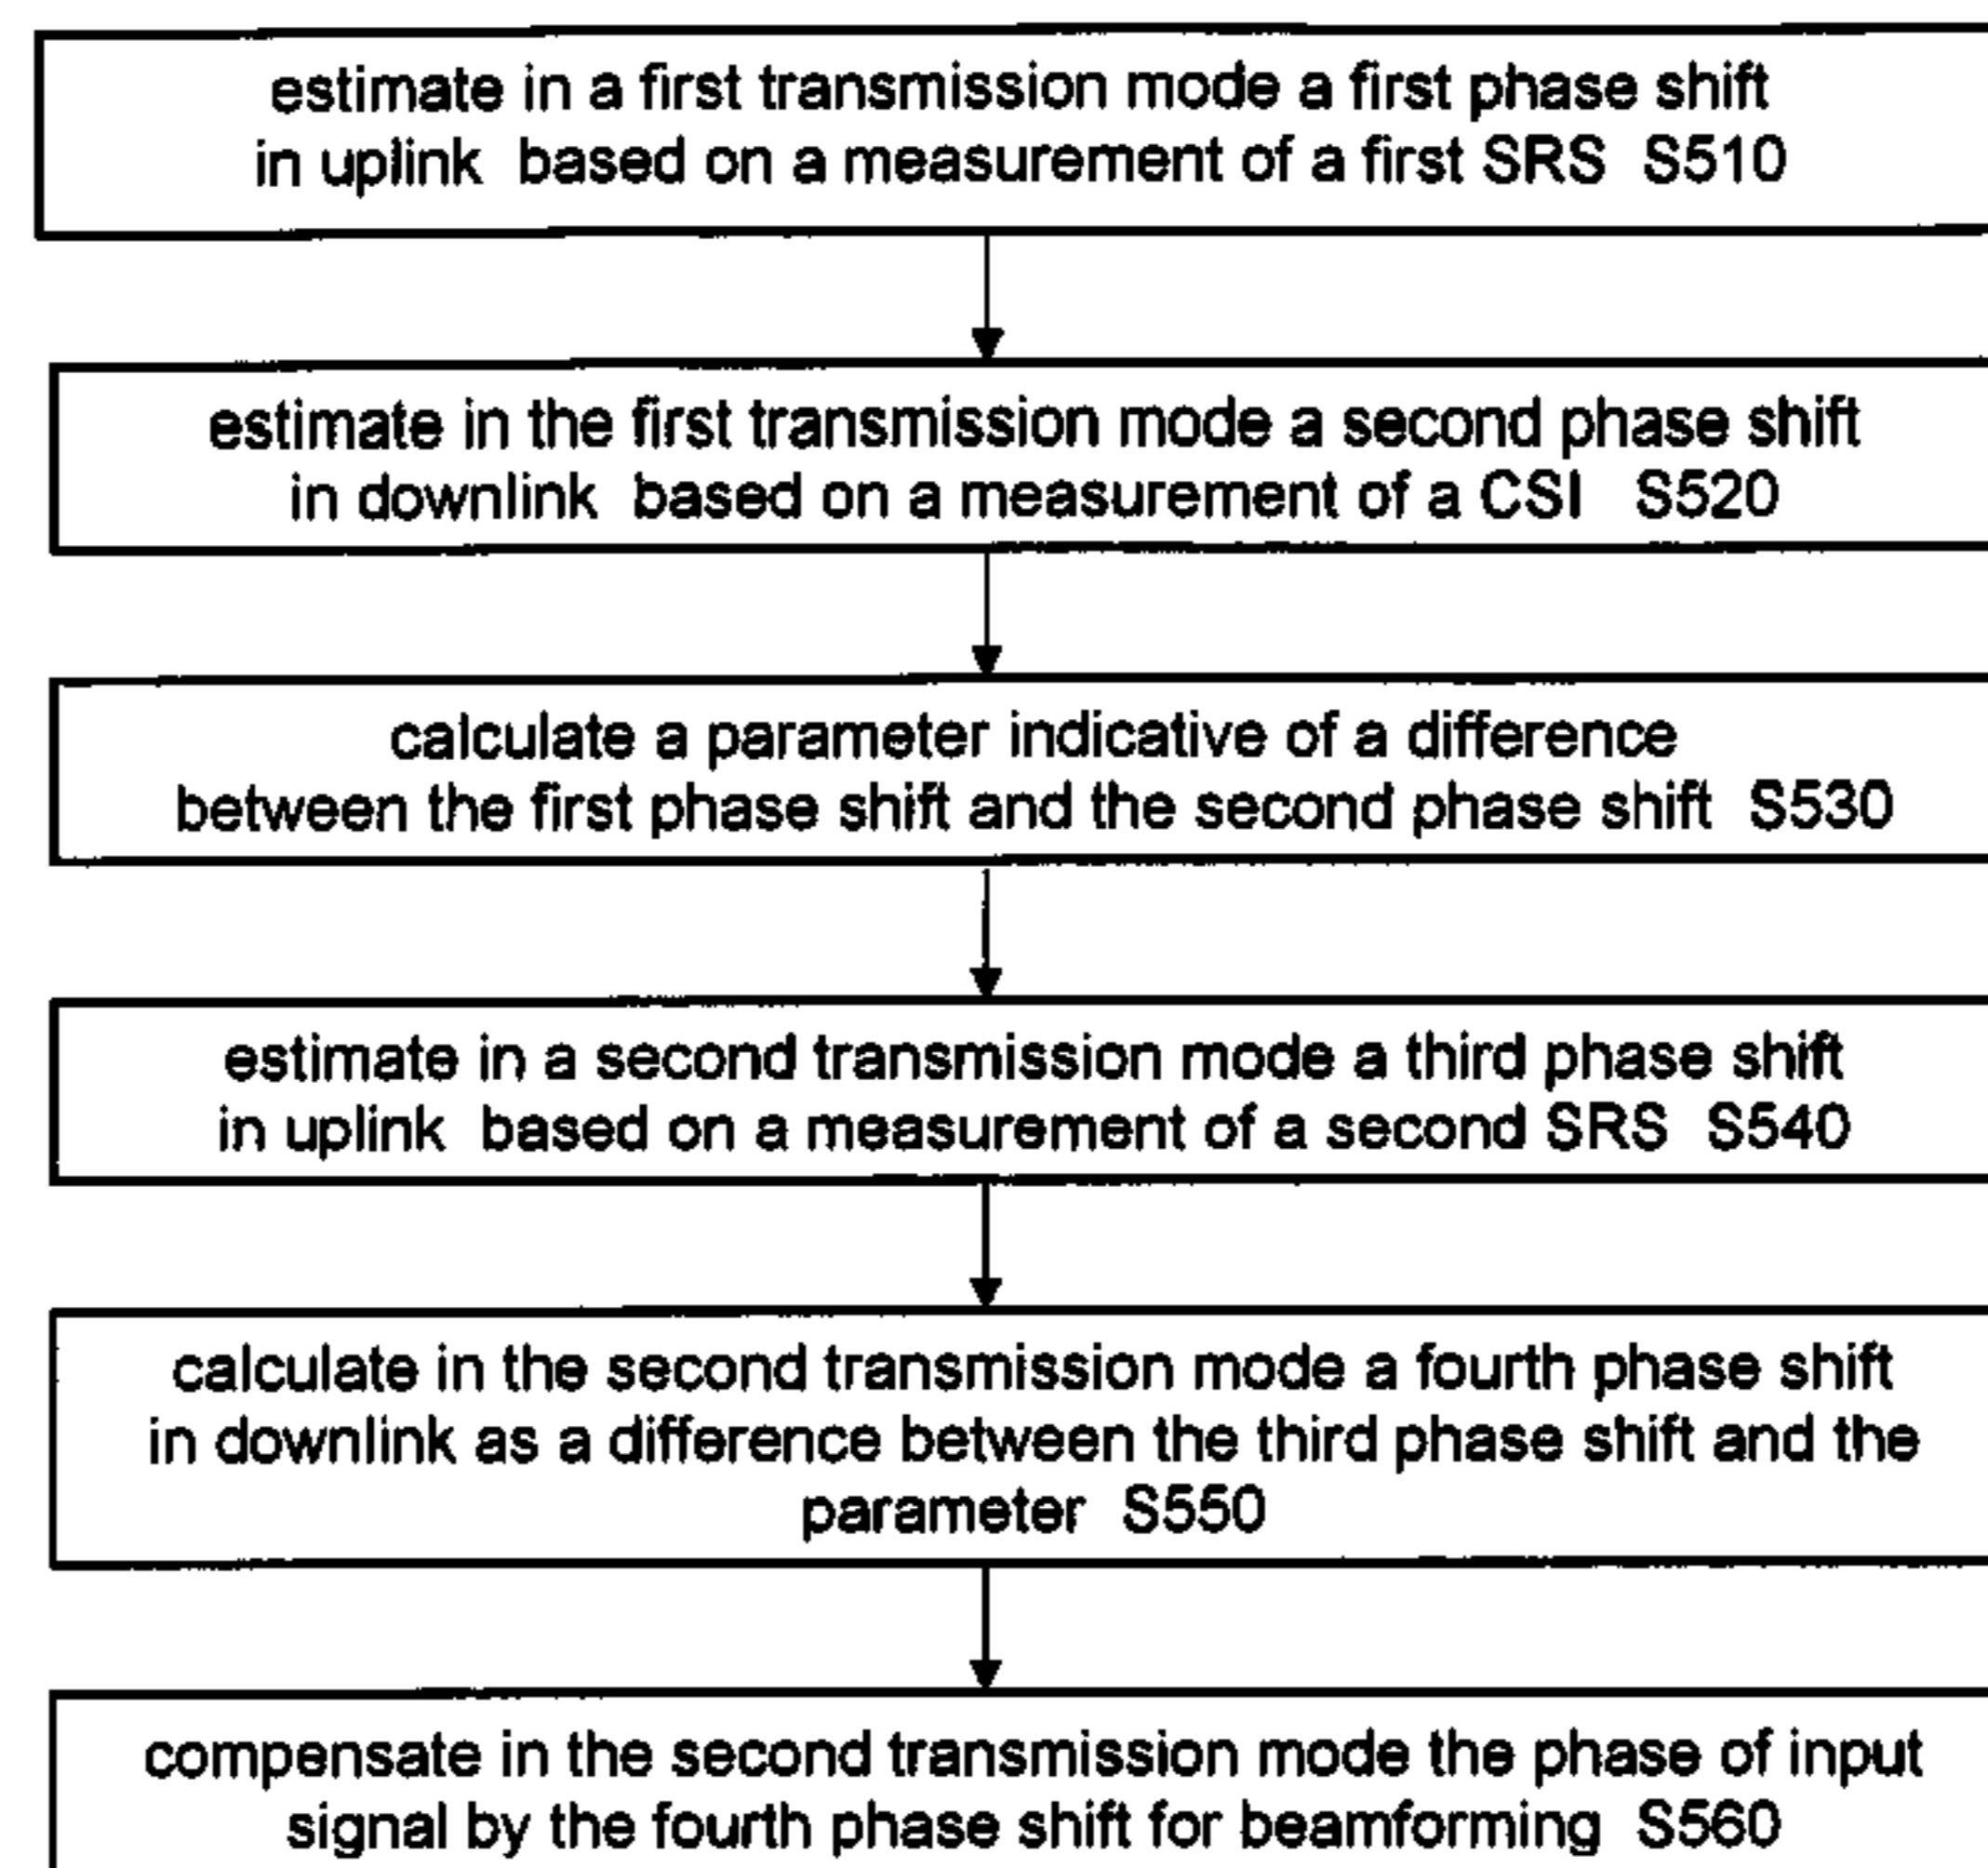 estimate in a first transmission mode a first phase shift
in uplink based on a measurement of a first SRS S510
estimate in the first transmission mode a second phase shift
in downlink based on a measurement of a CSI S520
calculate a parameter indicative of a difference
between the first phase shift and the second phase shift S530
estimate in a second transmission mode a third phase shift
in uplink based on a measurement of a second SRS S540
calculate in the second transmission mode a fourth phase shift
in downlink as a difference between the third phase shift and the
parameter S550
compensate in the second transmission mode the phase of input
signal by the fourth phase shift for beamforming S560